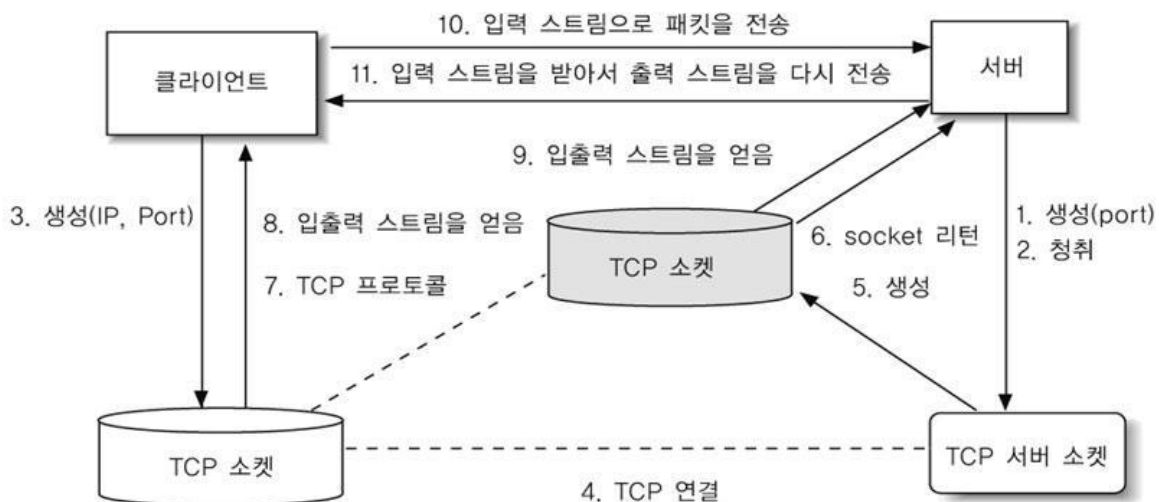 10. 입력 스트림으로 패킷을 전송
클라이언트
11. 입력 스트림을 받아서 출력 스트림을 다시 전송
서버
9. 입출력 스트림을 얻음
3. 생성(IP, Port)
8. 입출력 스트림을 얻음
7. TCP 프로토콜
TCP 소켓
6. socket 리턴
1. 생성(port)
2. 청취
5. 생성
TCP 소켓
4. TCP 연결
TCP 서버 소켓